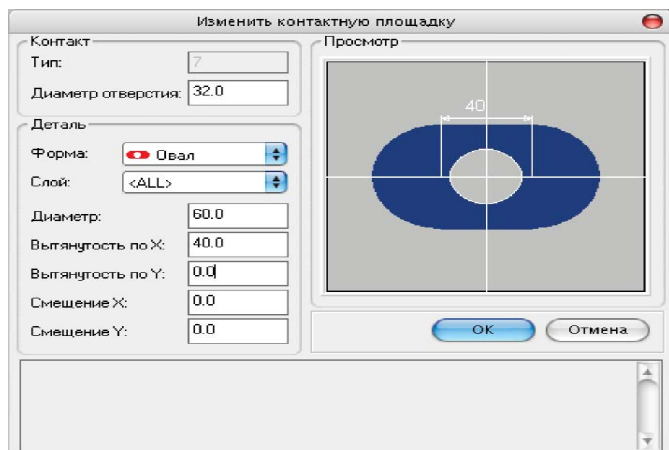 Изменить контактную площадку
Контакт
Тип: 7
Диаметр отверстия: 32.0
Деталь
Форма: Овал
Слой: <ALL>
Диаметр: 60.0
Вытянутость по X: 40.0
Вытянутость по Y: 0.0
Смещение X: 0.0
Смещение Y: 0.0
Просмотр
40
OK
Отмена